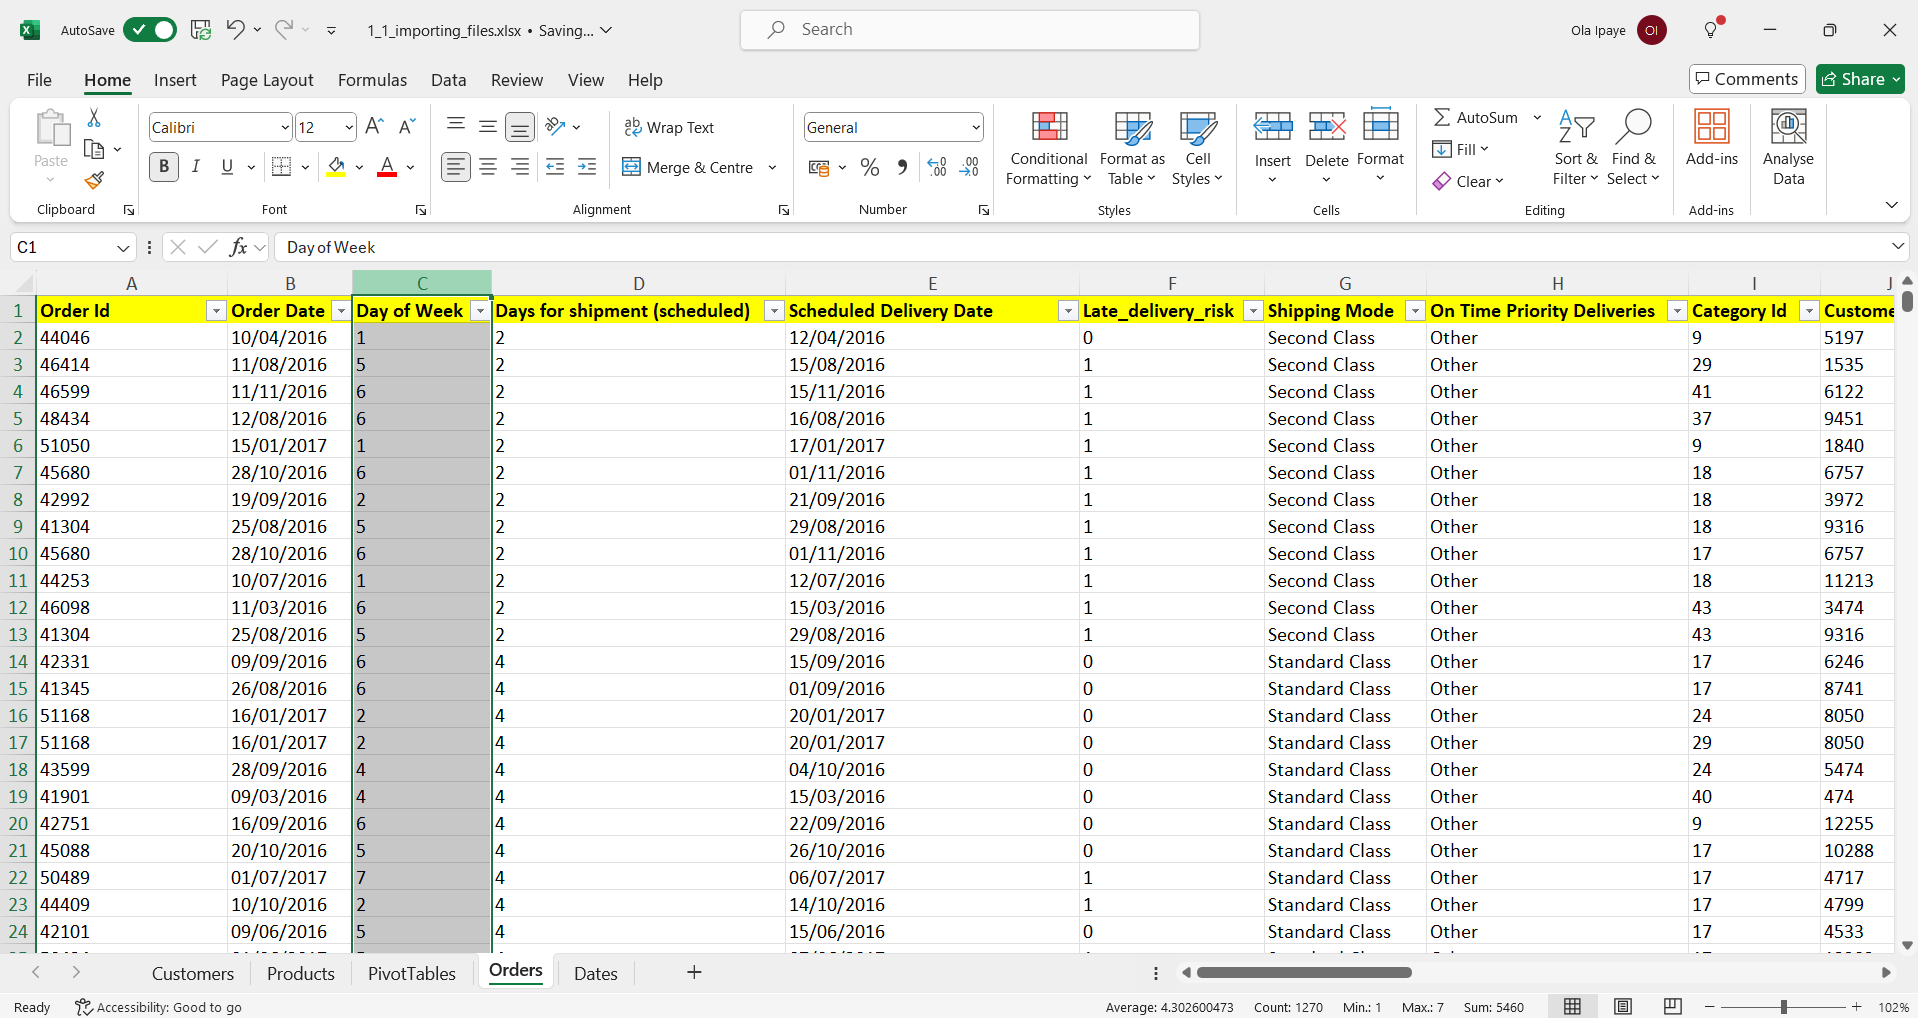 AutoSave 1_1_importing_files.xlsx • Saving... Search Ola Ipaye OI
File Home Insert Page Layout Formulas Data Review View Help Comments Share
Paste Calibri 12 Wrap Text General Conditional Formatting Format as Table Cell Styles Insert Delete Format AutoSum Fill Clear Sort & Filter Find & Select Add-ins Analyse Data
B I U A Merge & Centre %
Clipboard Font Alignment Number Styles Cells Editing Add-ins
C1 fx Day of Week
A B C D E F G H I J
1 Order Id Order Date Day of Week Days for shipment (scheduled) Scheduled Delivery Date Late_delivery_risk Shipping Mode On Time Priority Deliveries Category Id Custome
2 44046 10/04/2016 1 2 12/04/2016 0 Second Class Other 9 5197
3 46414 11/08/2016 5 2 15/08/2016 1 Second Class Other 29 1535
4 46599 11/11/2016 6 2 15/11/2016 1 Second Class Other 41 6122
5 48434 12/08/2016 6 2 16/08/2016 1 Second Class Other 37 9451
6 51050 15/01/2017 1 2 17/01/2017 1 Second Class Other 9 1840
7 45680 28/10/2016 6 2 01/11/2016 1 Second Class Other 18 6757
8 42992 19/09/2016 2 2 21/09/2016 1 Second Class Other 18 3972
9 41304 25/08/2016 5 2 29/08/2016 1 Second Class Other 18 9316
10 45680 28/10/2016 6 2 01/11/2016 1 Second Class Other 17 6757
11 44253 10/07/2016 1 2 12/07/2016 1 Second Class Other 18 11213
12 46098 11/03/2016 6 2 15/03/2016 1 Second Class Other 43 3474
13 41304 25/08/2016 5 2 29/08/2016 1 Second Class Other 43 9316
14 42331 09/09/2016 6 4 15/09/2016 0 Standard Class Other 17 6246
15 41345 26/08/2016 6 4 01/09/2016 0 Standard Class Other 17 8741
16 51168 16/01/2017 2 4 20/01/2017 0 Standard Class Other 24 8050
17 51168 16/01/2017 2 4 20/01/2017 0 Standard Class Other 29 8050
18 43599 28/09/2016 4 4 04/10/2016 0 Standard Class Other 24 5474
19 41901 09/03/2016 4 4 15/03/2016 0 Standard Class Other 40 474
20 42751 16/09/2016 6 4 22/09/2016 0 Standard Class Other 9 12255
21 45088 20/10/2016 5 4 26/10/2016 0 Standard Class Other 17 10288
22 50489 01/07/2017 7 4 06/07/2017 1 Standard Class Other 17 4717
23 44409 10/10/2016 2 4 14/10/2016 1 Standard Class Other 17 4799
24 42101 09/06/2016 5 4 15/06/2016 0 Standard Class Other 17 4533
Customers Products PivotTables Orders Dates +
Ready Accessibility: Good to go Average: 4.302600473 Count: 1270 Min.: 1 Max.: 7 Sum: 5460 102%